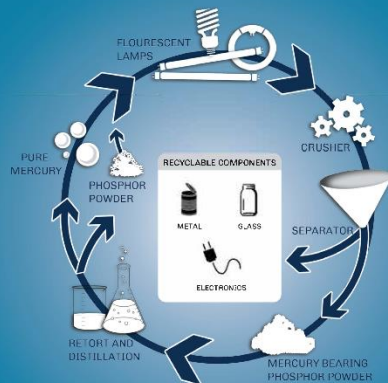 FLOURESCENT
LAMPS
CRUSHER
SEPARATOR
MERCURY BEARING
PHOSPHOR POWDER
RETORT AND
DISTILLATION
PHOSPHOR
POWDER
PURE
MERCURY
RECYCLABLE COMPONENTS
METAL
GLASS
ELECTRONICS